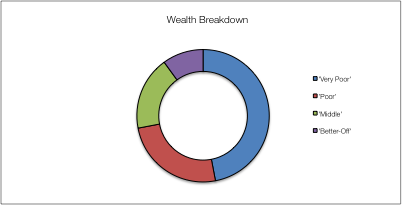 Wealth Breakdown
'Very Poor'
'Poor'
'Middle'
'Better-Off'